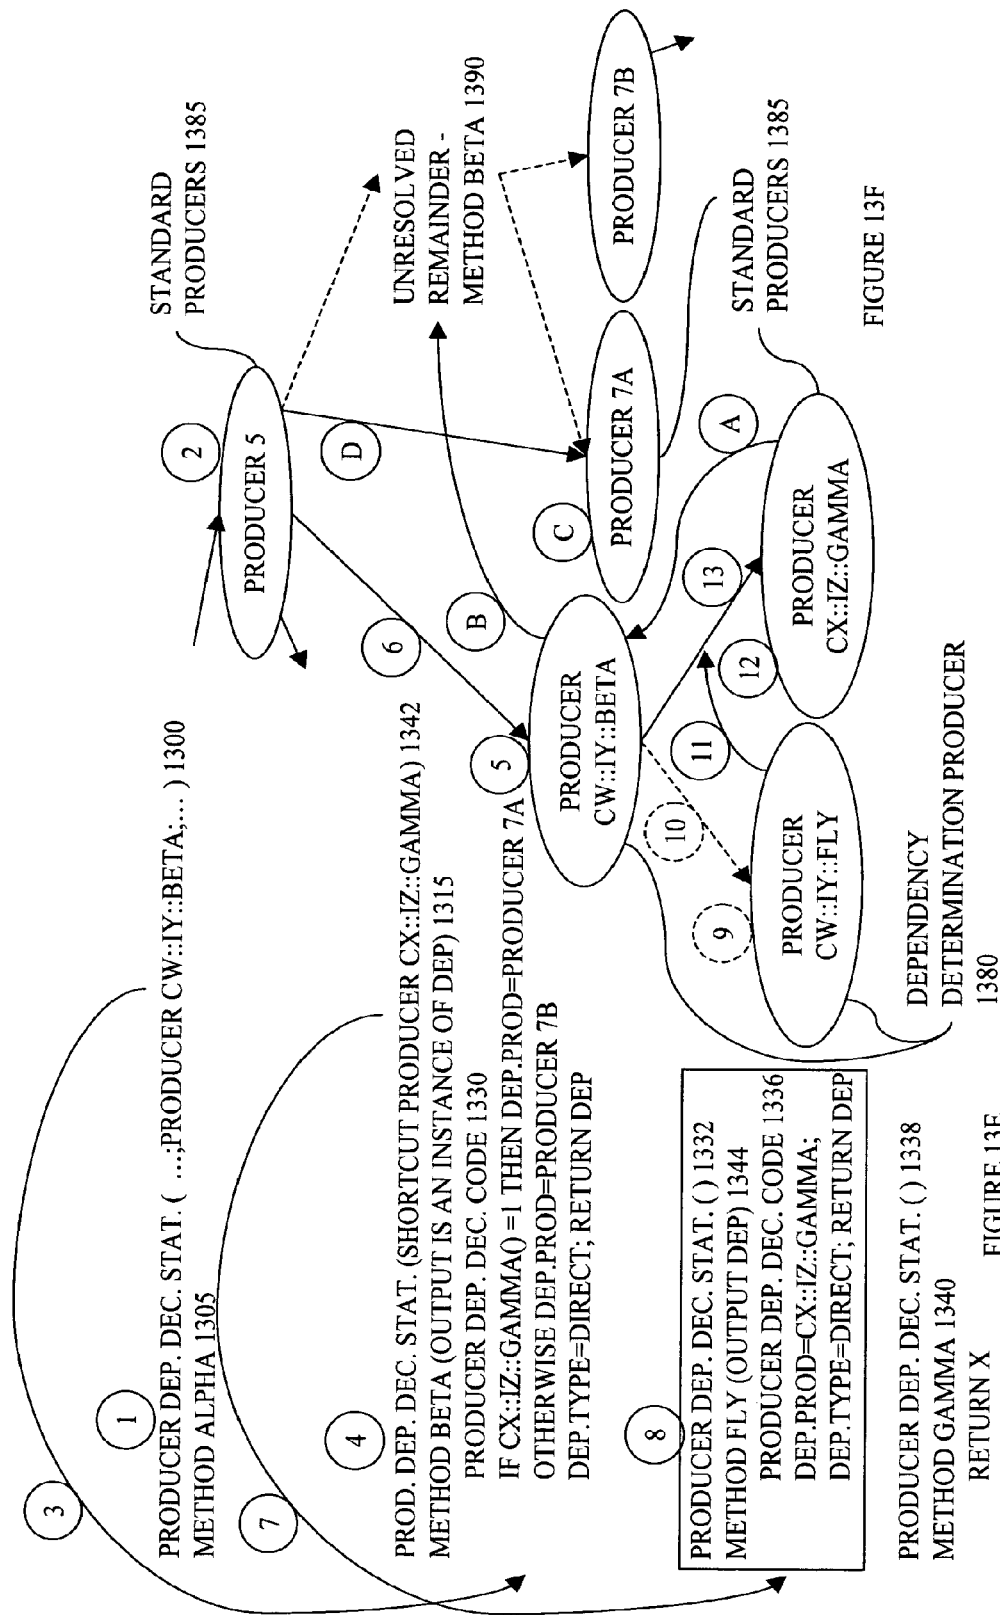 3
1
PRODUCER DEP. DEC. STAT. ( ...;PRODUCER CW::IY::BETA;... ) 1300
METHOD ALPHA 1305
7
4
PROD. DEP. DEC. STAT. (SHORTCUT PRODUCER CX::IZ::GAMMA) 1342
METHOD BETA (OUTPUT IS AN INSTANCE OF DEP) 1315
PRODUCER DEP. DEC. CODE 1330
IF CX::IZ::GAMMA() =1 THEN DEP.PROD=PRODUCER 7A
OTHERWISE DEP.PROD=PRODUCER 7B
DEP.TYPE=DIRECT; RETURN DEP
8
PRODUCER DEP. DEC. STAT. ( ) 1332
METHOD FLY (OUTPUT DEP) 1344
PRODUCER DEP. DEC. CODE 1336
DEP.PROD=CX::IZ::GAMMA;
DEP.TYPE=DIRECT; RETURN DEP
PRODUCER DEP. DEC. STAT. ( ) 1338
METHOD GAMMA 1340
RETURN X
2
PRODUCER 5
STANDARD
PRODUCERS 1385
6
D
B
UNRESOLVED
REMAINDER -
METHOD BETA 1390
5
PRODUCER
CW::IY::BETA
C
PRODUCER 7A
PRODUCER 7B
10
11
13
A
9
12
PRODUCER
CW::IY::FLY
PRODUCER
CX::IZ::GAMMA
STANDARD
PRODUCERS 1385
DEPENDENCY
DETERMINATION PRODUCER
1380
FIGURE 13F
FIGURE 13F